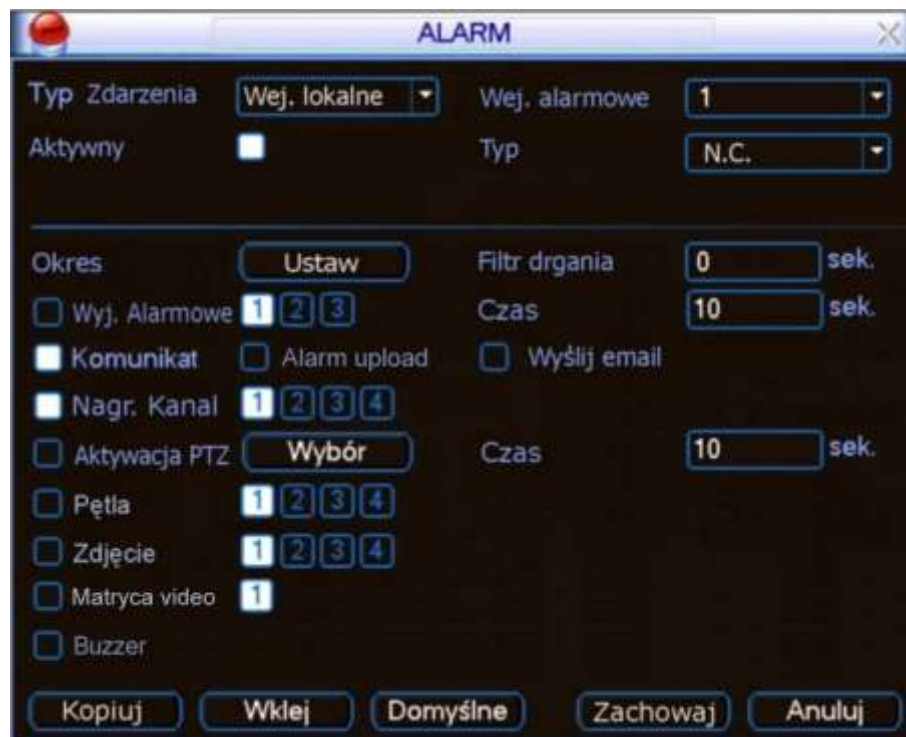 ALARM
Typ Zdarzenia Wej. lokalne Wej. alarmowe 1
Aktywny Typ N.C.
Okres Ustaw Filtr drgania 0 sek.
Wyj. Alarmowe 1 2 3 Czas 10 sek.
Komunikat Alarm upload Wyślij email
Nagr. Kanal 1 2 3 4
Aktywacja PTZ Wybór Czas 10 sek.
Pętla 1 2 3 4
Zdjęcie 1 2 3 4
Matryca video 1
Buzzer
Kopiuj Wklej Domyślne Zachowaj Anuluj